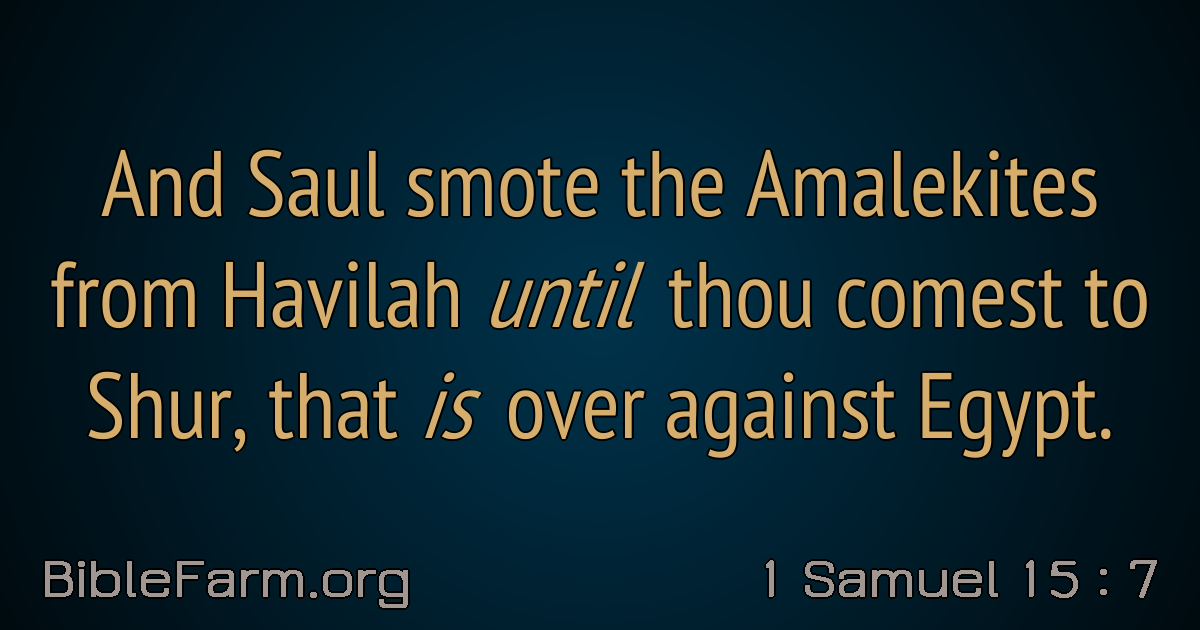 And Saul smote the Amalekites
from Havilah until thou comest to
Shur, that is over against Egypt.
BibleFarm.org
1 Samuel 15 : 7